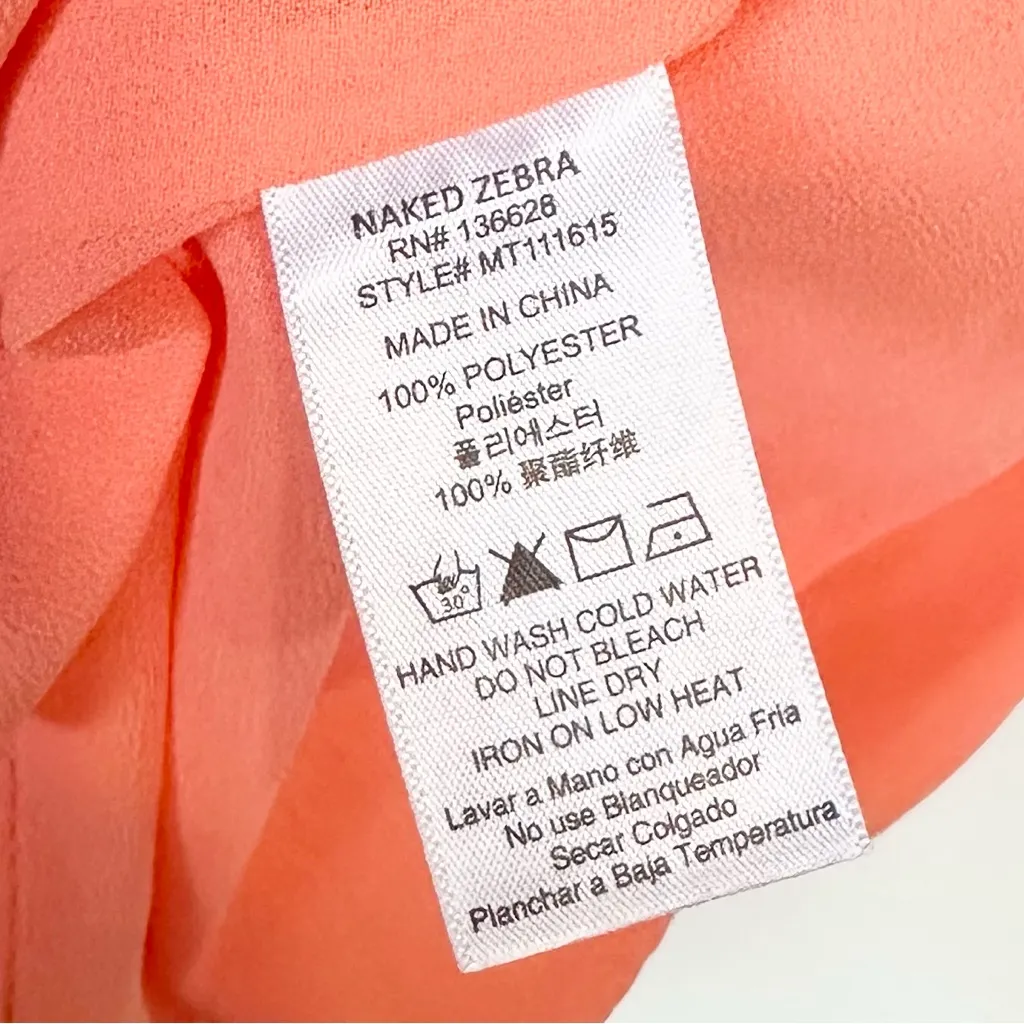 NAKED ZEBRA
RN# 136628
STYLE# MT111615
MADE IN CHINA
100% POLYESTER
Poliéster
폴리에스터
100% 聚酯纤维
30°
HAND WASH COLD WATER
DO NOT BLEACH
LINE DRY
IRON ON LOW HEAT
Lavar a Mano con Agua Fria
No use Blanqueador
Secar Colgado
Planchar a Baja Temperatura